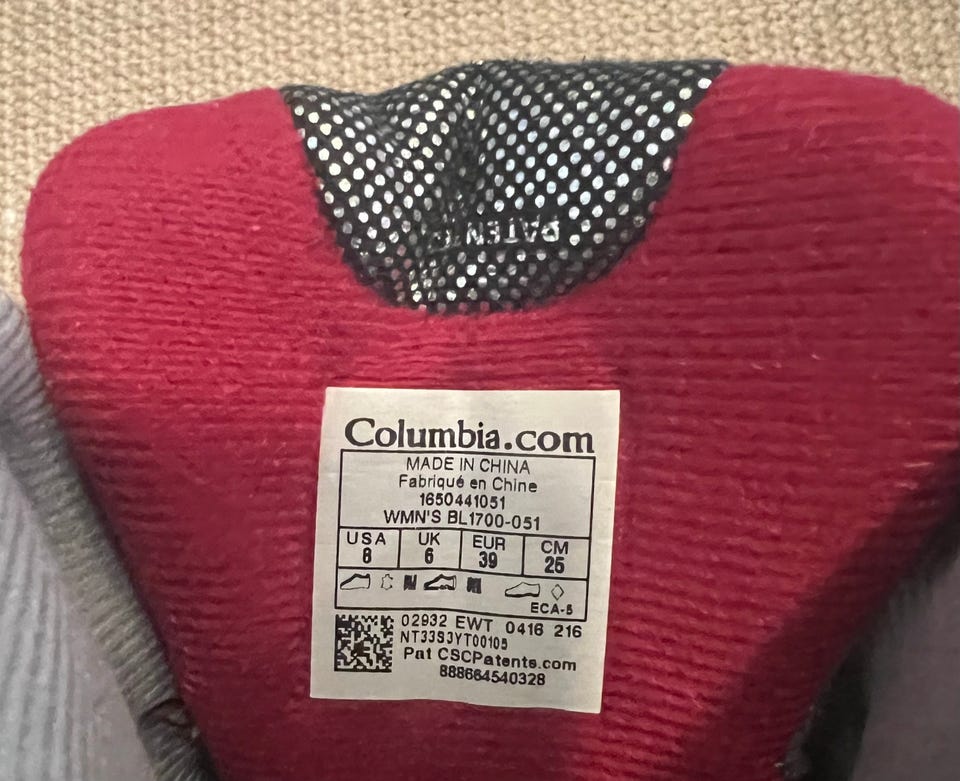 PATEN
Columbia.com
MADE IN CHINA
Fabriqué en Chine
1650441051
WMN'S BL1700-051
USA UK EUR CM
8 6 39 25
ECA-5
02932 EWT 0416 216
NT33S3YT00105
Pat CSCPatents.com
888664540328